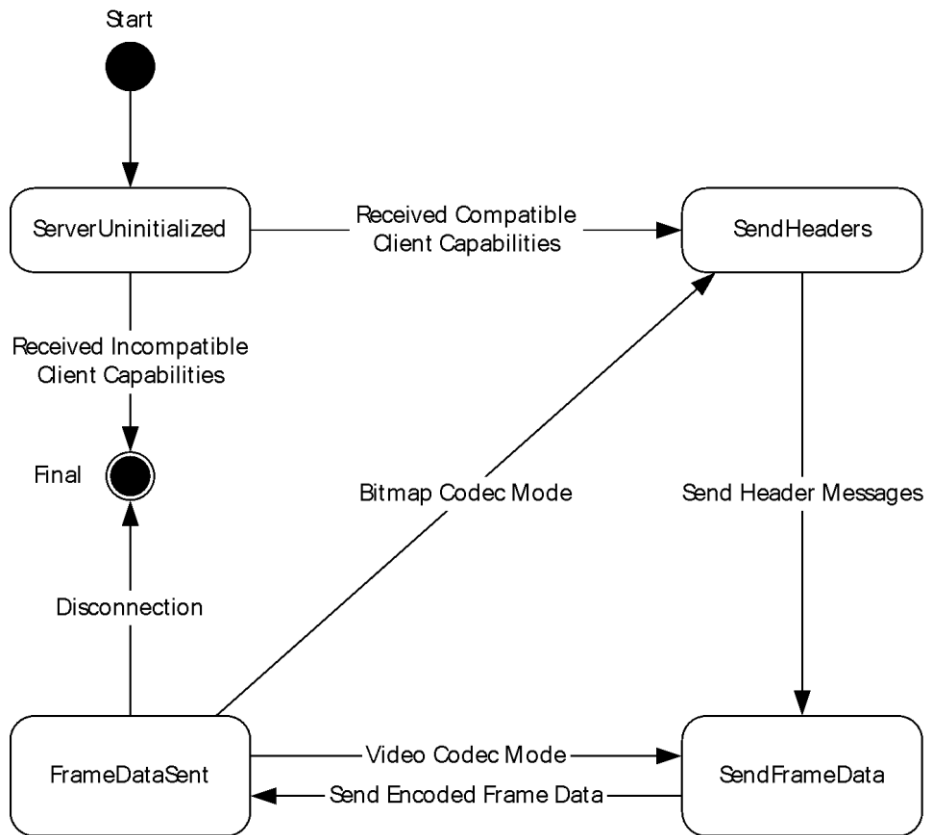 Start
ServerUninitialized
Received Compatible
Client Capabilities
SendHeaders
Received Incompatible
Client Capabilities
Final
Bitmap Codec Mode
Send Header Messages
Disconnection
FrameDataSent
Video Codec Mode
Send Encoded Frame Data
SendFrameData